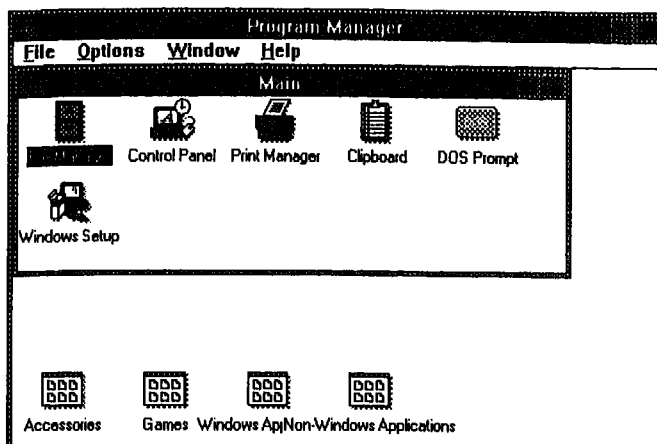 Program Manager
File Options Window Help
Main
Control Panel Print Manager Clipboard DOS Prompt
Windows Setup
Accessories Games Windows Ap Non-Windows Applications